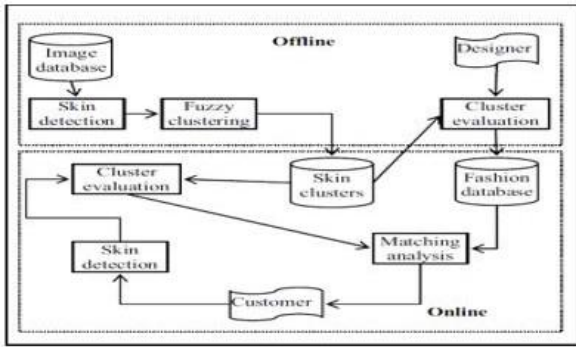 Offline
Image
database
Designer
Skin
detection
Fuzzy
clustering
Cluster
evaluation
Cluster
evaluation
Skin
clusters
Fashion
database
Skin
detection
Matching
analysis
Customer
Online